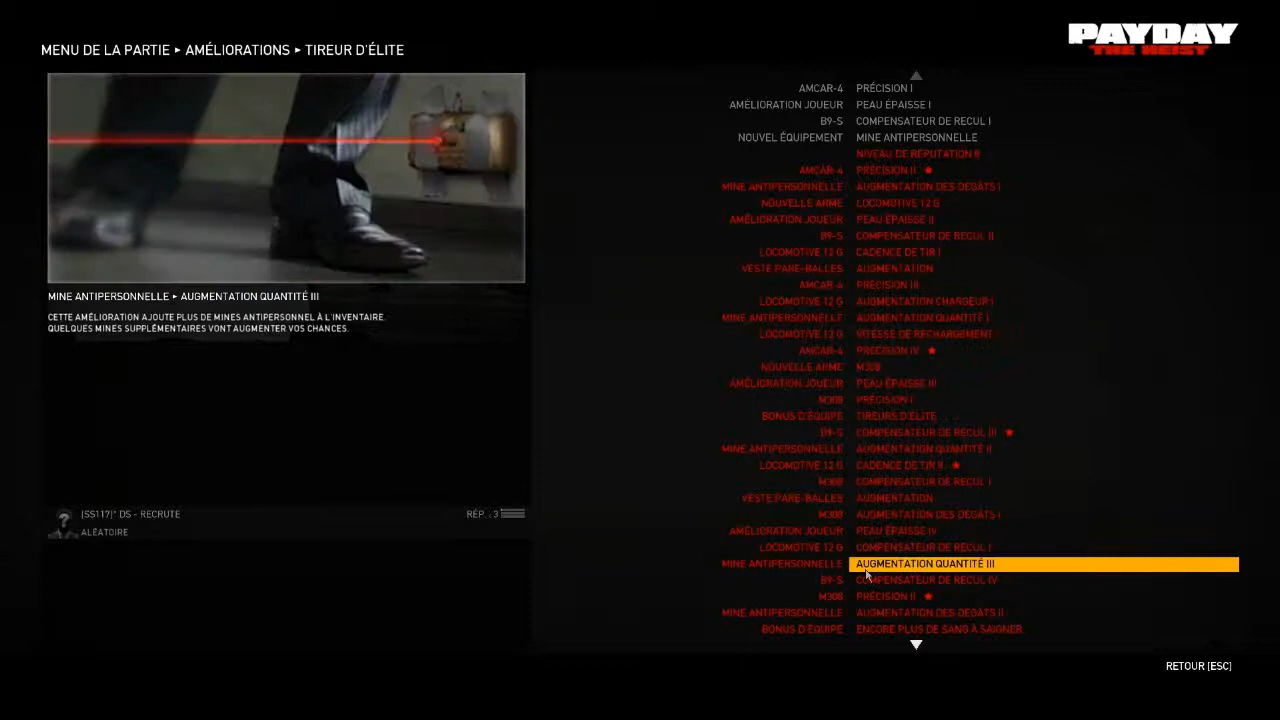 MENU DE LA PARTIE ▸ AMÉLIORATIONS ▸ TIREUR D'ÉLITE
PAYDAY
THE HEIST
MINE ANTIPERSONNELLE ▸ AUGMENTATION QUANTITÉ III
CETTE AMÉLIORATION AJOUTE PLUS DE MINES ANTIPERSONNEL À L'INVENTAIRE.
QUELQUES MINES SUPPLÉMENTAIRES VONT AUGMENTER VOS CHANCES.
[SS117]* DS - RECRUTE RÉP.: 3
ALÉATOIRE
AMCAR-4 PRÉCISION I
AMÉLIORATION JOUEUR PEAU ÉPAISSE I
B9-S COMPENSATEUR DE RECUL I
NOUVEL ÉQUIPEMENT MINE ANTIPERSONNELLE
NIVEAU DE RÉPUTATION 8
AMCAR-4 PRÉCISION II ★
MINE ANTIPERSONNELLE AUGMENTATION DES DÉGÂTS I
NOUVELLE ARME LOCOMOTIVE 12 G
AMÉLIORATION JOUEUR PEAU ÉPAISSE II
B9-S COMPENSATEUR DE RECUL II
LOCOMOTIVE 12 G CADENCE DE TIR I
VESTE PARE-BALLES AUGMENTATION
AMCAR-4 PRÉCISION III
LOCOMOTIVE 12 G AUGMENTATION CHARGEUR I
MINE ANTIPERSONNELLE AUGMENTATION QUANTITÉ I
LOCOMOTIVE 12 G VITESSE DE RECHARGEMENT
AMCAR-4 PRÉCISION IV ★
NOUVELLE ARME M308
AMÉLIORATION JOUEUR PEAU ÉPAISSE III
M308 PRÉCISION I
BONUS D'ÉQUIPE TIREURS D'ÉLITE
B9-S COMPENSATEUR DE RECUL III ★
MINE ANTIPERSONNELLE AUGMENTATION QUANTITÉ II
LOCOMOTIVE 12 G CADENCE DE TIR II ★
M308 COMPENSATEUR DE RECUL I
VESTE PARE-BALLES AUGMENTATION
M308 AUGMENTATION DES DÉGÂTS I
AMÉLIORATION JOUEUR PEAU ÉPAISSE IV
LOCOMOTIVE 12 G COMPENSATEUR DE RECUL I
MINE ANTIPERSONNELLE AUGMENTATION QUANTITÉ III
B9-S COMPENSATEUR DE RECUL IV
M308 PRÉCISION II ★
MINE ANTIPERSONNELLE AUGMENTATION DES DÉGÂTS II
BONUS D'ÉQUIPE ENCORE PLUS DE SANG À SAIGNER
RETOUR [ESC]